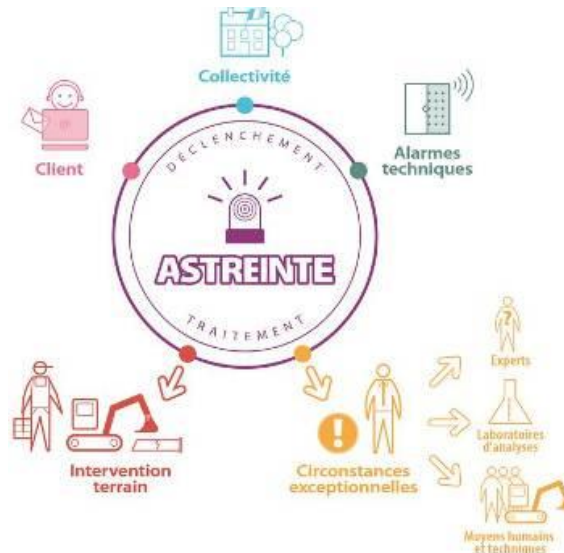 Collectivité
Client
Alarmes
techniques
DÉCLENCHEMENT
ASTREINTE
TRAITEMENT
Intervention
terrain
!
Circonstances
exceptionnelles
?
Experts
Laboratoires
d'analyses
Moyens humains
et techniques